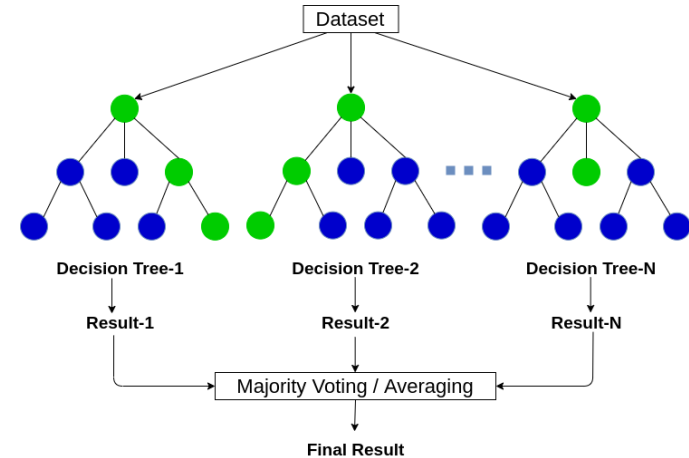 Dataset
Decision Tree-1
Decision Tree-2
Decision Tree-N
Result-1
Result-2
Result-N
Majority Voting / Averaging
Final Result